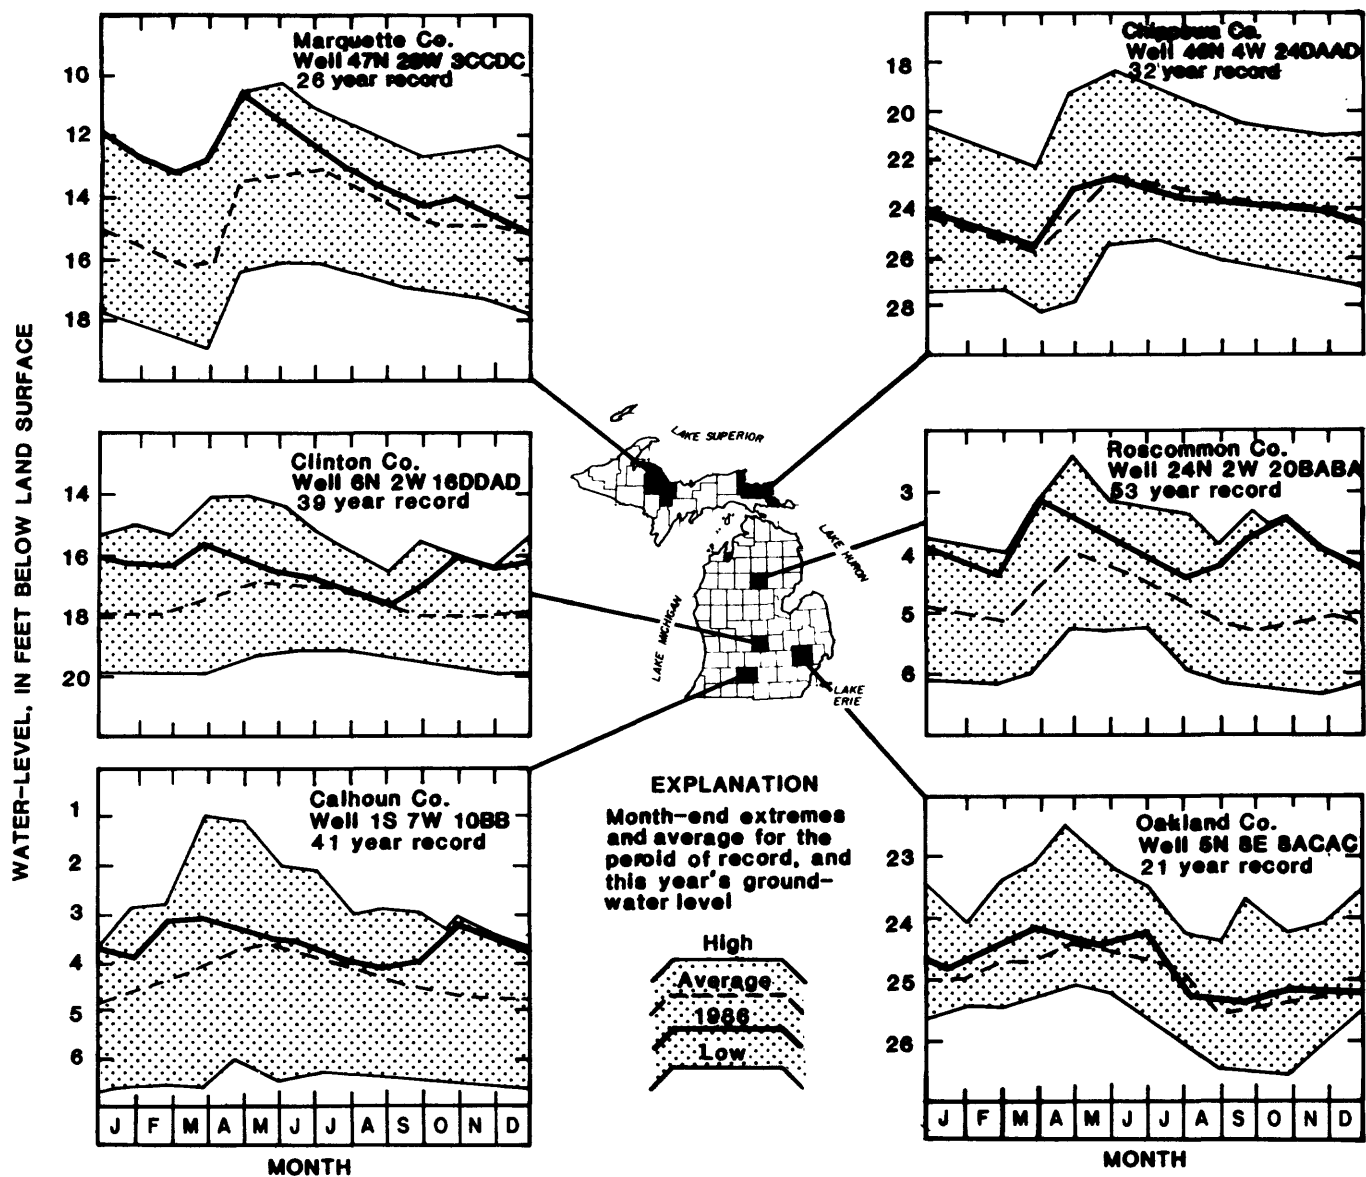 WATER-LEVEL, IN FEET BELOW LAND SURFACE
Marquette Co.
Well 47N 28W 3CCDC
26 year record
10
12
14
16
18
Chippewa Co.
Well 46N 4W 24DAAD
32 year record
18
20
22
24
26
28
Clinton Co.
Well 6N 2W 16DDAD
39 year record
14
16
18
20
LAKE SUPERIOR
LAKE HURON
LAKE MICHIGAN
LAKE
ERIE
Roscommon Co.
Well 24N 2W 20BABA
53 year record
3
4
5
6
Calhoun Co.
Well 1S 7W 10BB
41 year record
1
2
3
4
5
6
J F M A M J J A S O N D
MONTH
EXPLANATION
Month-end extremes
and average for the
peroid of record, and
this year's ground-
water level
High
Average
1986
Low
Oakland Co.
Well 5N 8E 8ACAC
21 year record
23
24
25
26
J F M A M J J A S O N D
MONTH